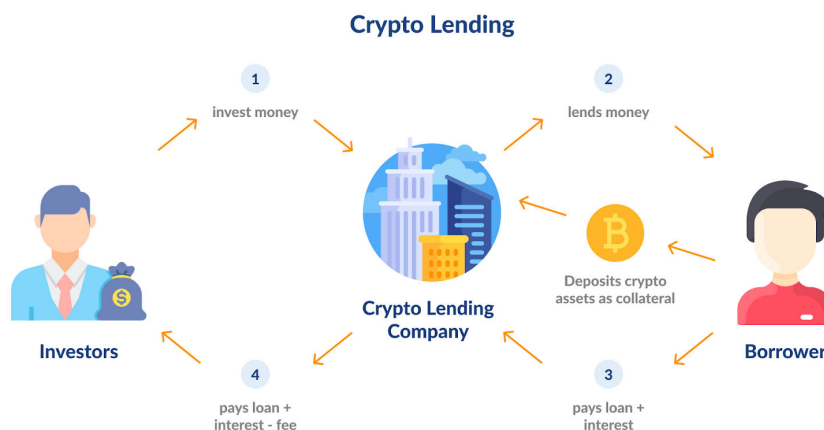 Crypto Lending
1
invest money
2
lends money
Deposits crypto
assets as collateral
Crypto Lending
Company
Investors
Borrower
4
pays loan +
interest - fee
3
pays loan +
interest